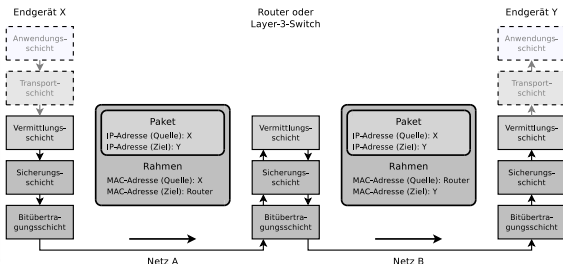 Endgerät X
Anwendungs-
schicht
Transport-
schicht
Vermittlungs-
schicht
Sicherungs-
schicht
Bitübertra-
gungsschicht
Paket
IP-Adresse (Quelle): X
IP-Adresse (Ziel): Y
Rahmen
MAC-Adresse (Quelle): X
MAC-Adresse (Ziel): Router
Netz A
Router oder
Layer-3-Switch
Vermittlungs-
schicht
Sicherungs-
schicht
Bitübertra-
gungsschicht
Paket
IP-Adresse (Quelle): X
IP-Adresse (Ziel): Y
Rahmen
MAC-Adresse (Quelle): Router
MAC-Adresse (Ziel): Y
Netz B
Endgerät Y
Anwendungs-
schicht
Transport-
schicht
Vermittlungs-
schicht
Sicherungs-
schicht
Bitübertra-
gungsschicht